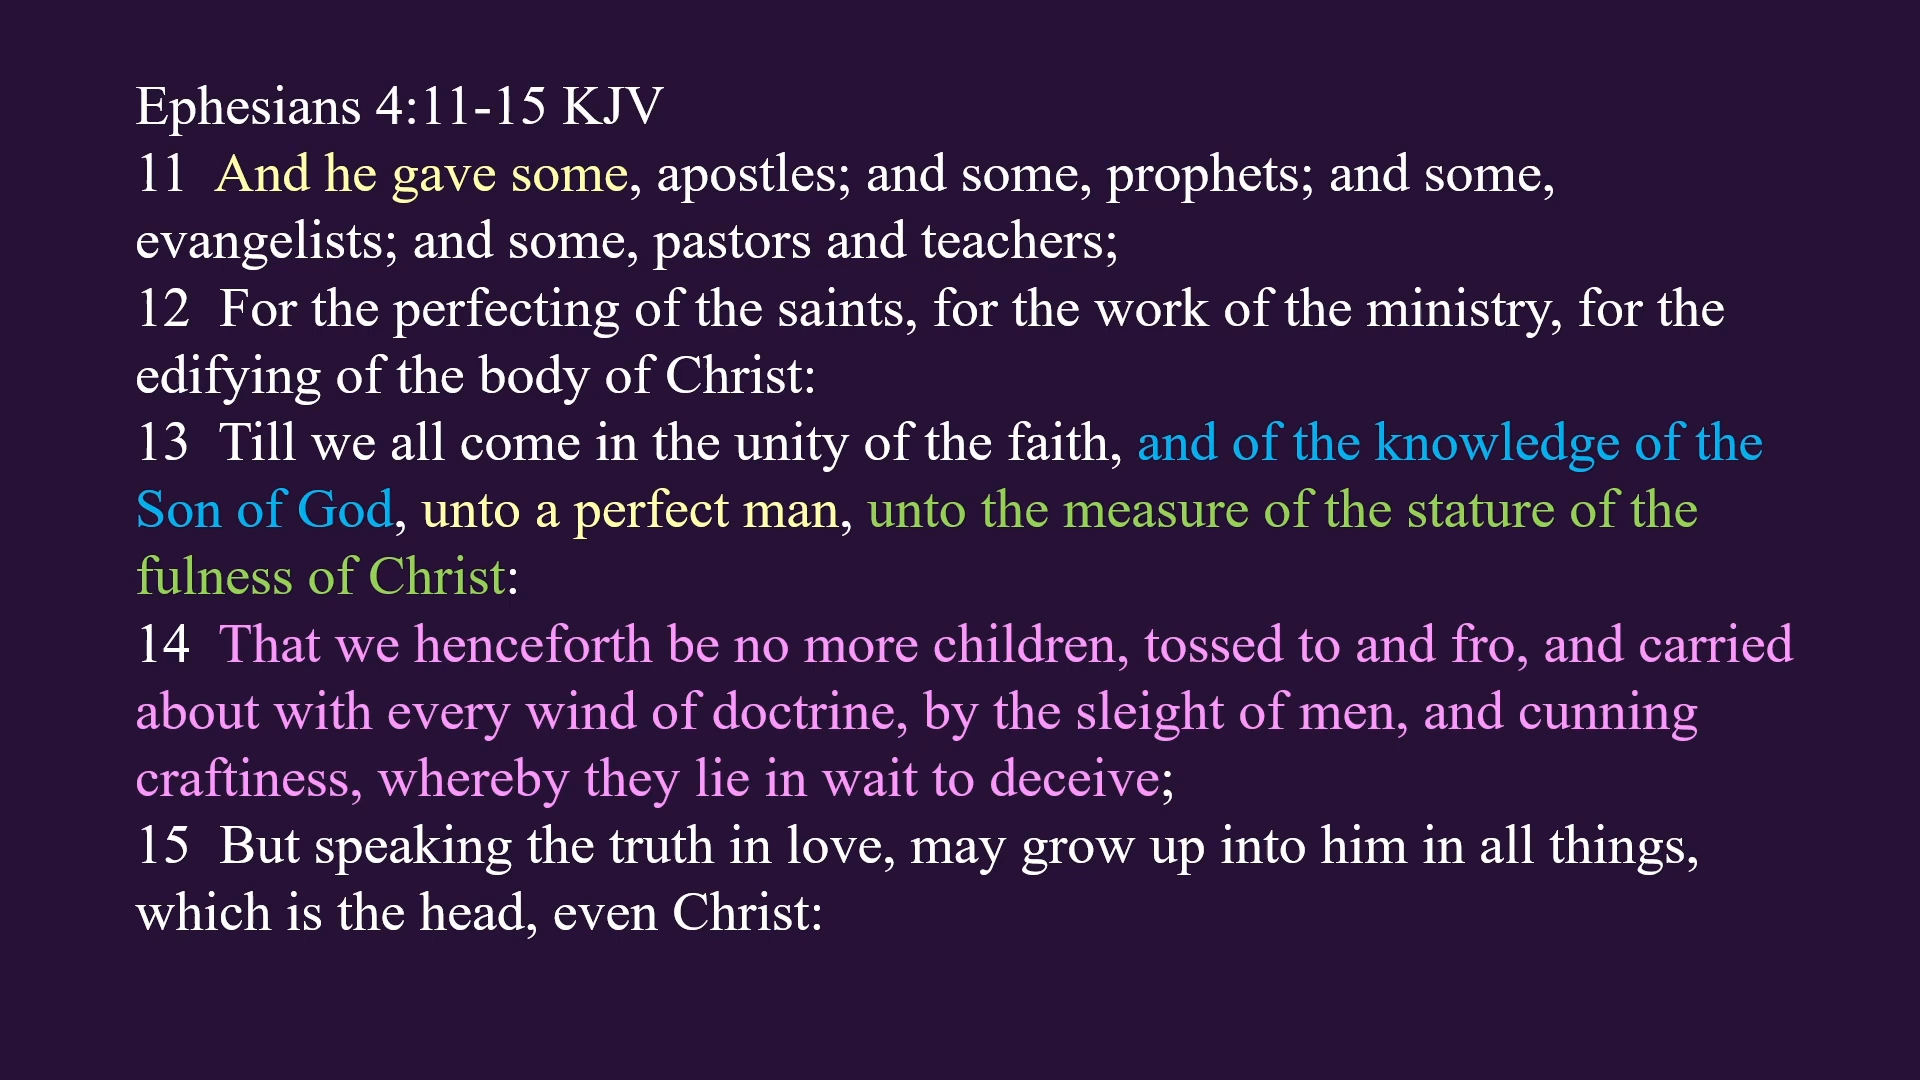 Ephesians 4:11-15 KJV
11  And he gave some, apostles; and some, prophets; and some,
evangelists; and some, pastors and teachers;
12  For the perfecting of the saints, for the work of the ministry, for the
edifying of the body of Christ:
13  Till we all come in the unity of the faith, and of the knowledge of the
Son of God, unto a perfect man, unto the measure of the stature of the
fulness of Christ:
14  That we henceforth be no more children, tossed to and fro, and carried
about with every wind of doctrine, by the sleight of men, and cunning
craftiness, whereby they lie in wait to deceive;
15  But speaking the truth in love, may grow up into him in all things,
which is the head, even Christ: